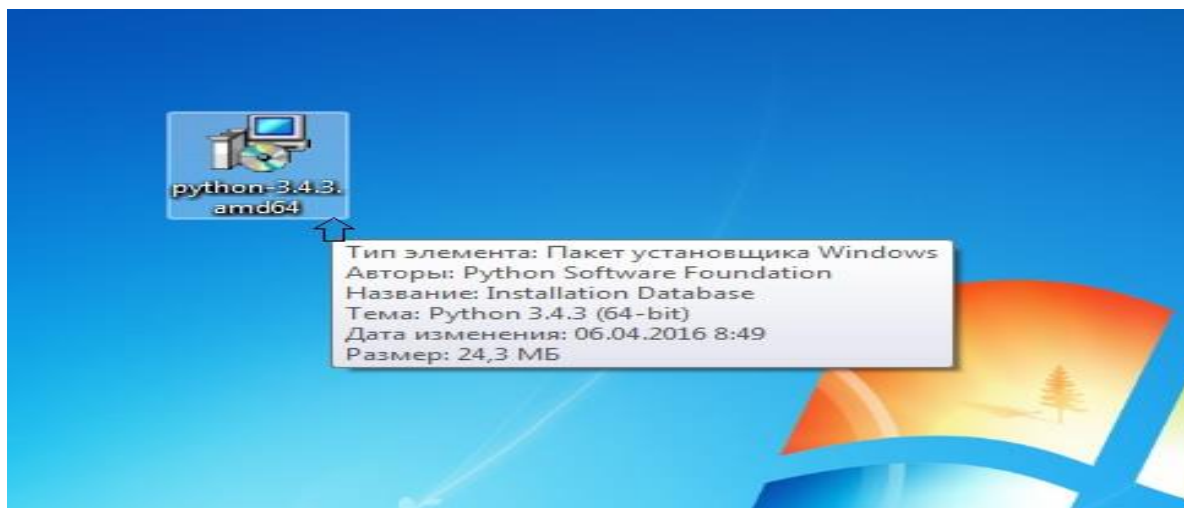 python-3.4.3.
amd64
Тип элемента: Пакет установщика Windows
Авторы: Python Software Foundation
Название: Installation Database
Тема: Python 3.4.3 (64-bit)
Дата изменения: 06.04.2016 8:49
Размер: 24,3 МБ